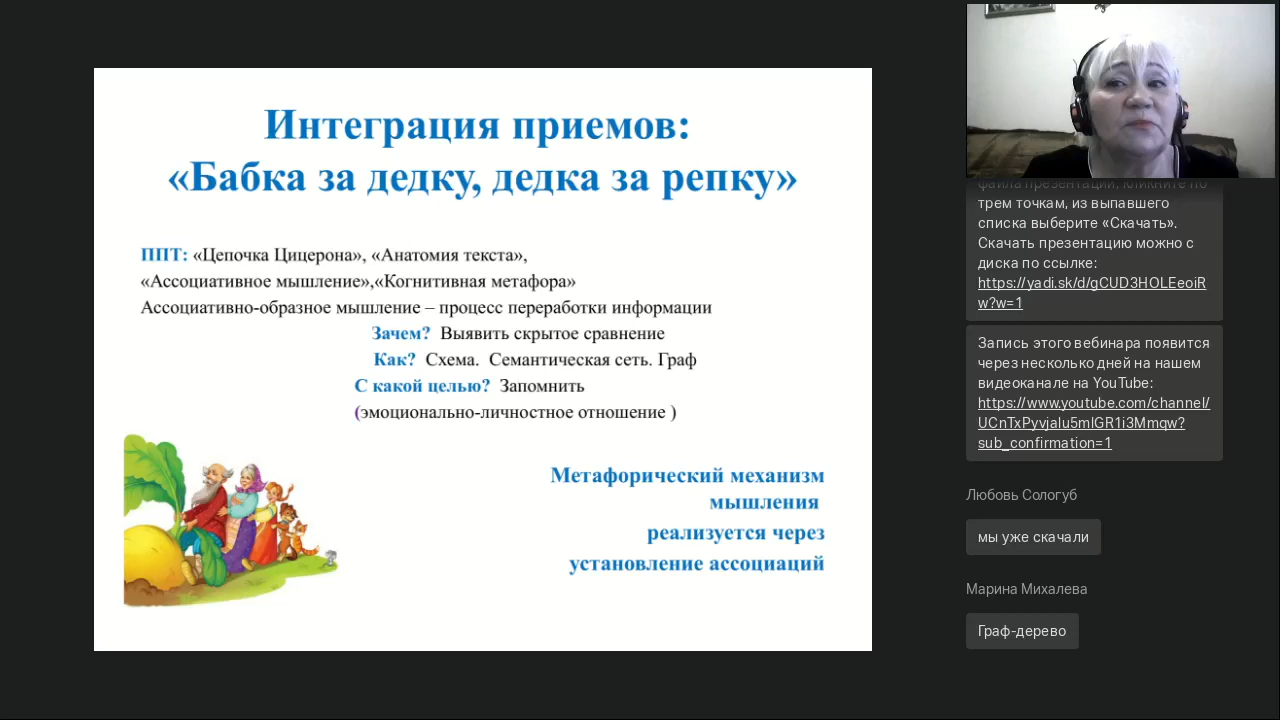 Интеграция приемов:
«Бабка за дедку, дедка за репку»
ППТ: «Цепочка Цицерона», «Анатомия текста»,
«Ассоциативное мышление»,«Когнитивная метафора»
Ассоциативно-образное мышление – процесс переработки информации
Зачем? Выявить скрытое сравнение
Как? Схема. Семантическая сеть. Граф
С какой целью? Запомнить
(эмоционально-личностное отношение )
Метафорический механизм
мышления
реализуется через
установление ассоциаций
файла презентации, кликните по
трем точкам, из выпавшего
списка выберите «Скачать».
Скачать презентацию можно с
диска по ссылке:
https://yadi.sk/d/gCUD3HOLEeoiR
w?w=1
Запись этого вебинара появится
через несколько дней на нашем
видеоканале на YouTube:
https://www.youtube.com/channel/
UCnTxPyvjalu5mlGR1i3Mmqw?
sub_confirmation=1
Любовь Сологуб
мы уже скачали
Марина Михалева
Граф-дерево